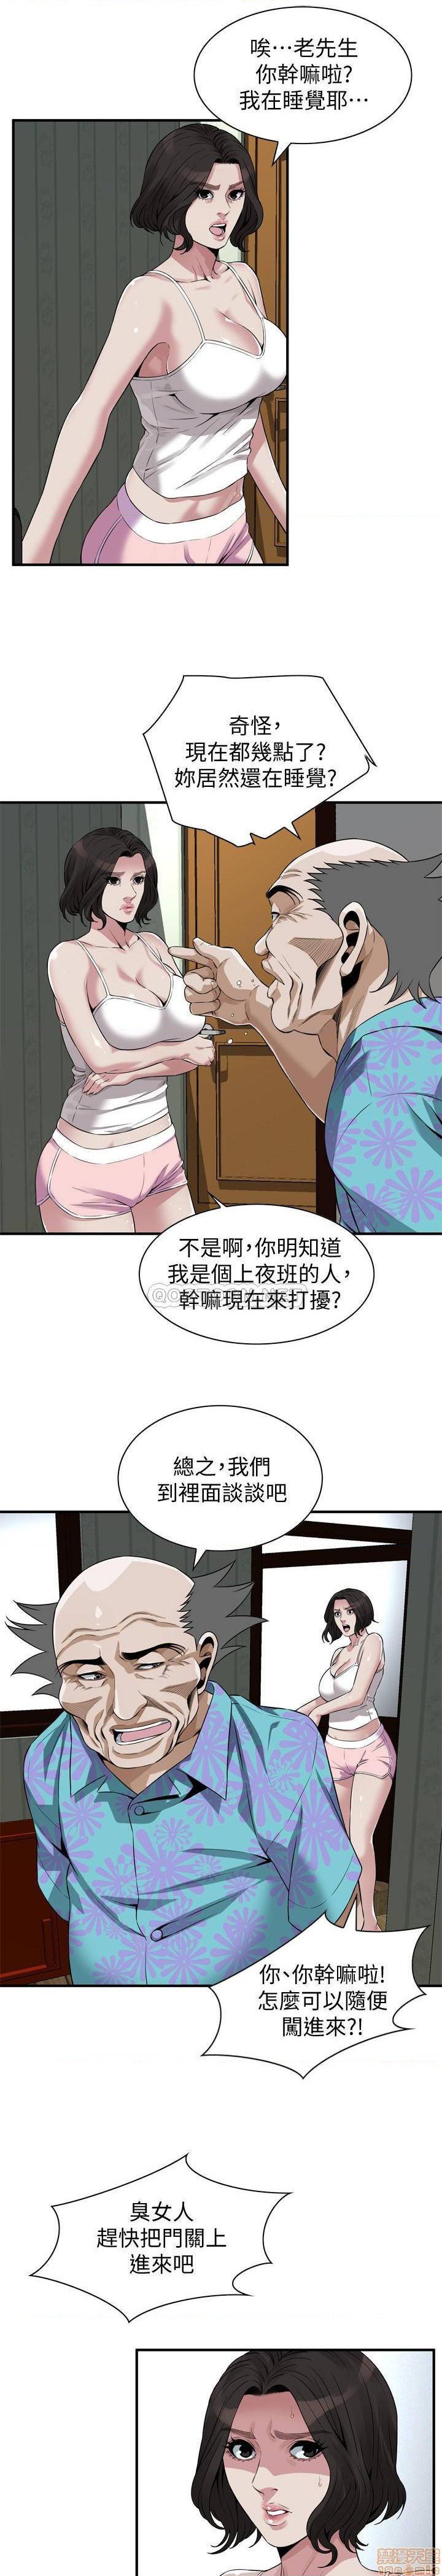 唉…老先生
你幹嘛啦?
我在睡覺耶…
奇怪,
現在都幾點了?
妳居然還在睡覺?
不是啊,你明知道
我是個上夜班的人,
幹嘛現在來打擾?
總之,我們
到裡面談談吧
你、你幹嘛啦!
怎麼可以隨便
闖進來?!
臭女人
趕快把門關上
進來吧